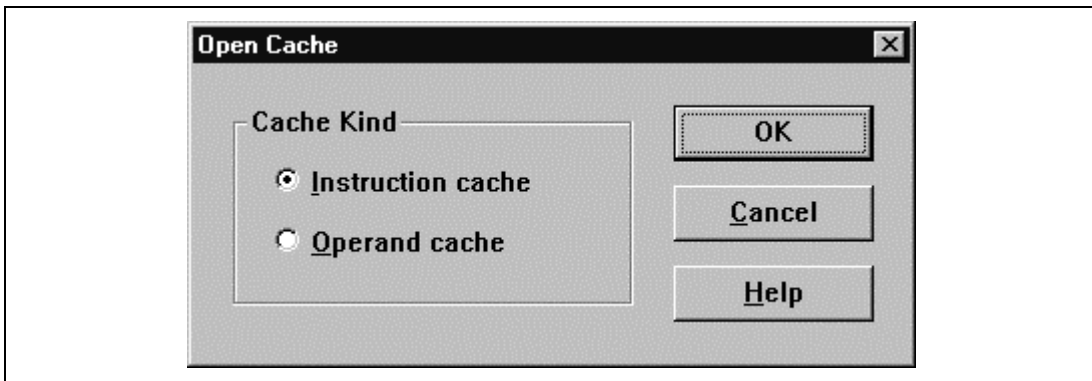 Open Cache
Cache Kind
Instruction cache
Operand cache
OK
Cancel
Help